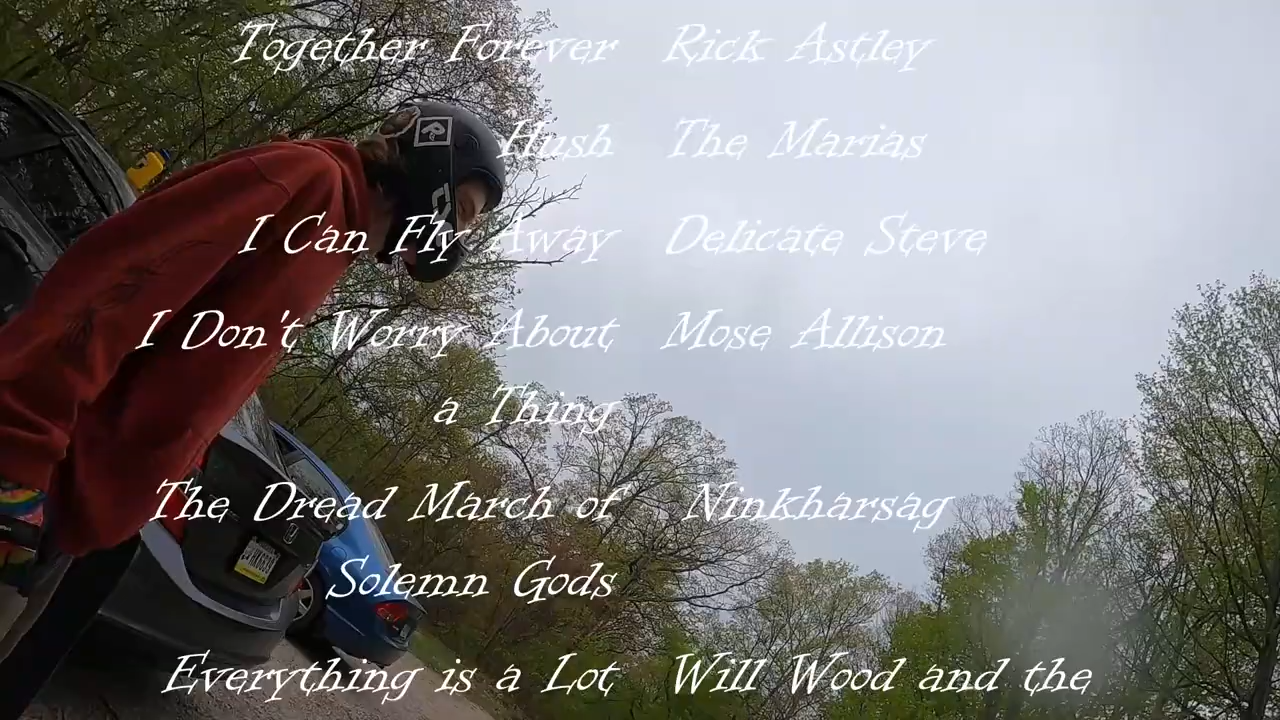 Together Forever Rick Astley
Hush The Marias
I Can Fly Away Delicate Steve
I Don't Worry About Mose Allison
a Thing
The Dread March of Ninkharsag
Solemn Gods
Everything is a Lot Will Wood and the